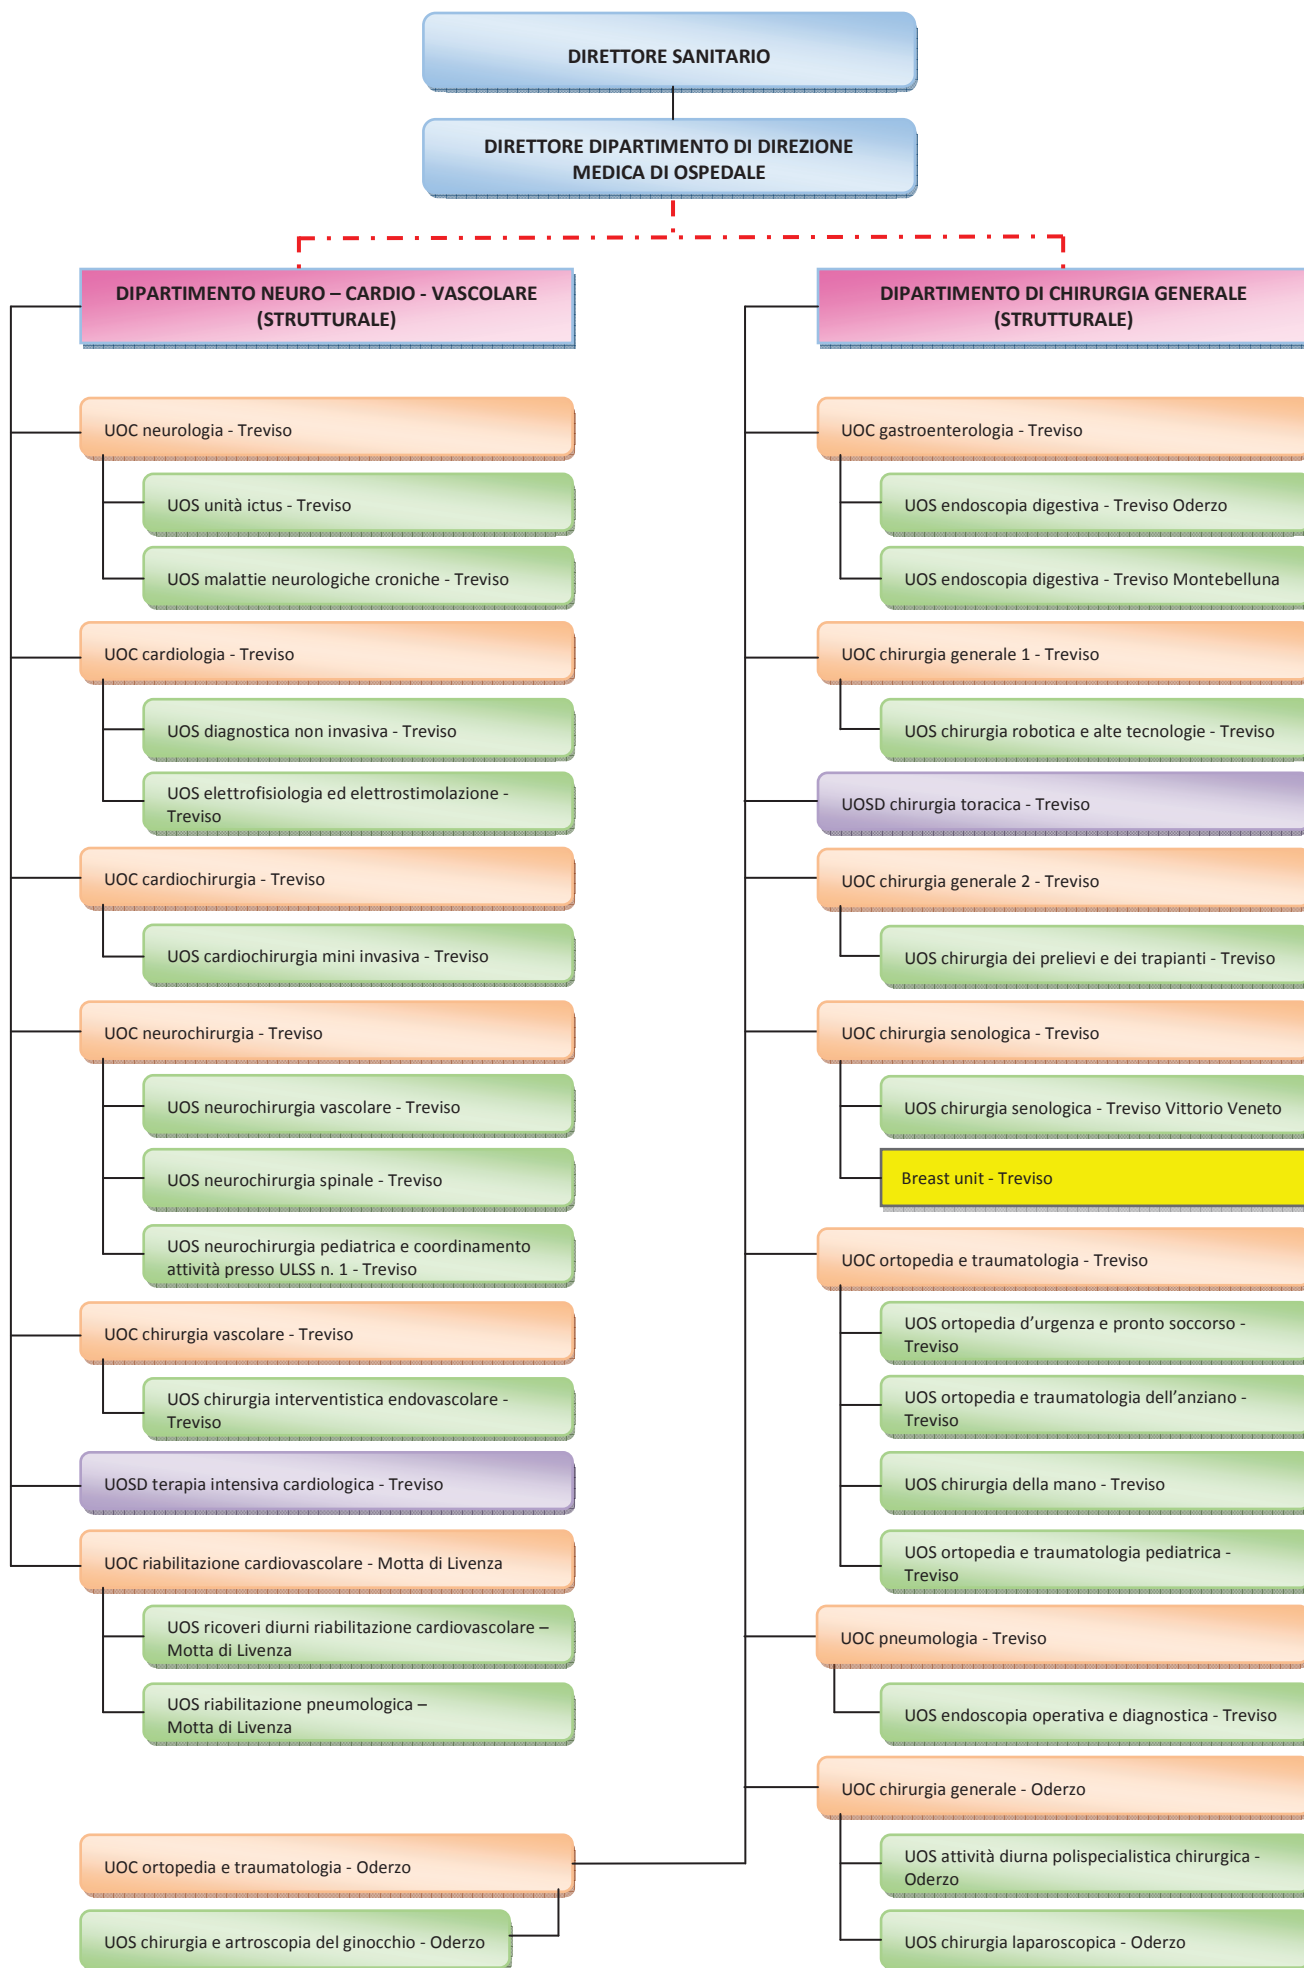 DIRETTORE SANITARIO
DIRETTORE DIPARTIMENTO DI DIREZIONE
MEDICA DI OSPEDALE
DIPARTIMENTO NEURO – CARDIO - VASCOLARE
(STRUTTURALE)
UOC neurologia - Treviso
UOS unità ictus - Treviso
UOS malattie neurologiche croniche - Treviso
UOC cardiologia - Treviso
UOS diagnostica non invasiva - Treviso
UOS elettrofisiologia ed elettrostimolazione -
Treviso
UOC cardiochirurgia - Treviso
UOS cardiochirurgia mini invasiva - Treviso
UOC neurochirurgia - Treviso
UOS neurochirurgia vascolare - Treviso
UOS neurochirurgia spinale - Treviso
UOS neurochirurgia pediatrica e coordinamento
attività presso ULSS n. 1 - Treviso
UOC chirurgia vascolare - Treviso
UOS chirurgia interventistica endovascolare -
Treviso
UOSD terapia intensiva cardiologica - Treviso
UOC riabilitazione cardiovascolare - Motta di Livenza
UOS ricoveri diurni riabilitazione cardiovascolare –
Motta di Livenza
UOS riabilitazione pneumologica –
Motta di Livenza
DIPARTIMENTO DI CHIRURGIA GENERALE
(STRUTTURALE)
UOC gastroenterologia - Treviso
UOS endoscopia digestiva - Treviso Oderzo
UOS endoscopia digestiva - Treviso Montebelluna
UOC chirurgia generale 1 - Treviso
UOS chirurgia robotica e alte tecnologie - Treviso
UOSD chirurgia toracica - Treviso
UOC chirurgia generale 2 - Treviso
UOS chirurgia dei prelievi e dei trapianti - Treviso
UOC chirurgia senologica - Treviso
UOS chirurgia senologica - Treviso Vittorio Veneto
Breast unit - Treviso
UOC ortopedia e traumatologia - Treviso
UOS ortopedia d’urgenza e pronto soccorso -
Treviso
UOS ortopedia e traumatologia dell’anziano -
Treviso
UOS chirurgia della mano - Treviso
UOS ortopedia e traumatologia pediatrica -
Treviso
UOC pneumologia - Treviso
UOS endoscopia operativa e diagnostica - Treviso
UOC chirurgia generale - Oderzo
UOS attività diurna polispecialistica chirurgica -
Oderzo
UOS chirurgia laparoscopica - Oderzo
UOC ortopedia e traumatologia - Oderzo
UOS chirurgia e artroscopia del ginocchio - Oderzo